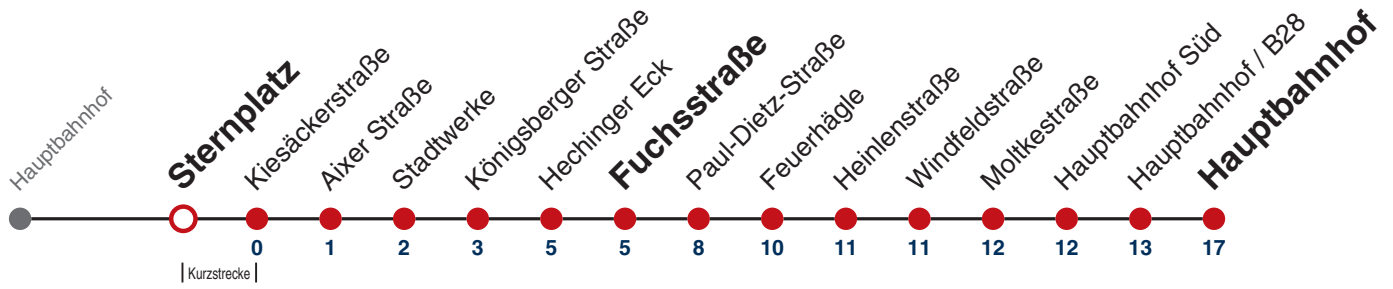 Hauptbahnhof
Sternplatz
Kiesäckerstraße
Aixer Straße
Stadtwerke
Königsberger Straße
Hechinger Eck
Fuchsstraße
Paul-Dietz-Straße
Feuerhägle
Heinlenstraße
Windfeldstraße
Moltkestraße
Hauptbahnhof Süd
Hauptbahnhof / B28
Hauptbahnhof
0 1 2 3 5 5 8 10 11 11 12 12 13 17
Kurzstrecke